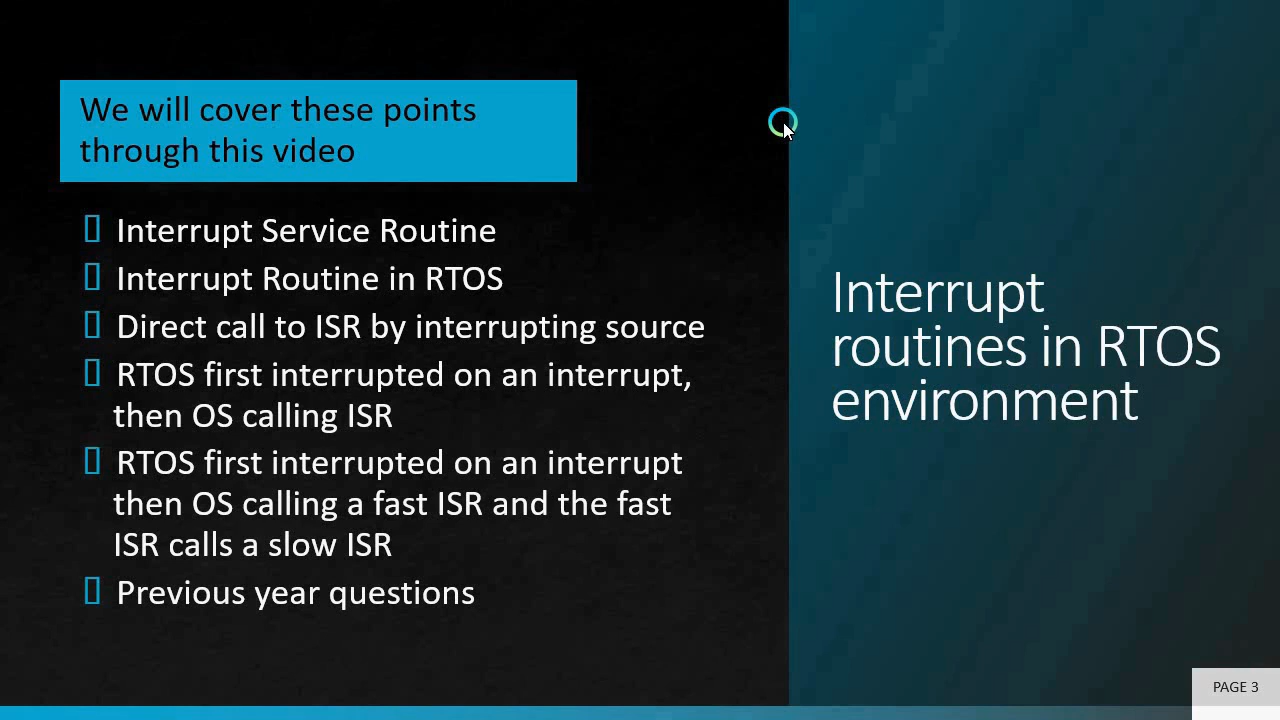 We will cover these points
through this video
Interrupt Service Routine
Interrupt Routine in RTOS
Direct call to ISR by interrupting source
RTOS first interrupted on an interrupt,
then OS calling ISR
RTOS first interrupted on an interrupt
then OS calling a fast ISR and the fast
ISR calls a slow ISR
Previous year questions
Interrupt
routines in RTOS
environment
PAGE 3